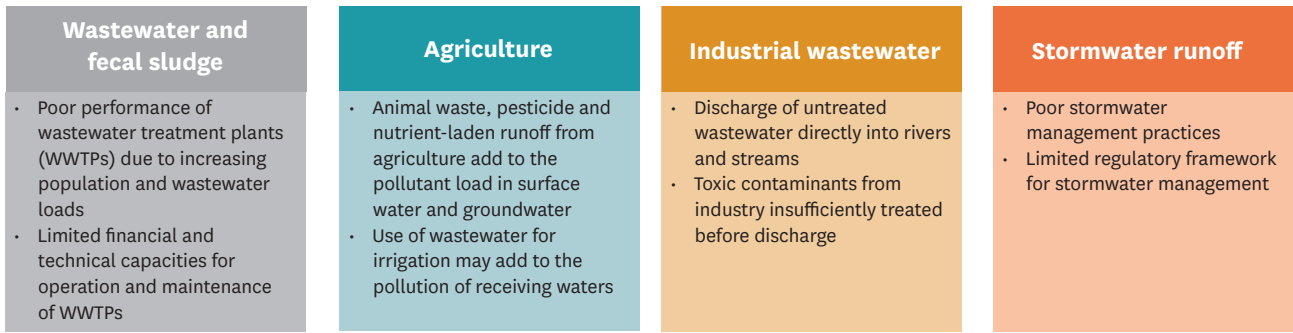 Wastewater and
fecal sludge
• Poor performance of
wastewater treatment plants
(WWTPs) due to increasing
population and wastewater
loads
• Limited financial and
technical capacities for
operation and maintenance
of WWTPs
Agriculture
• Animal waste, pesticide and
nutrient-laden runoff from
agriculture add to the
pollutant load in surface
water and groundwater
• Use of wastewater for
irrigation may add to the
pollution of receiving waters
Industrial wastewater
• Discharge of untreated
wastewater directly into rivers
and streams
• Toxic contaminants from
industry insufficiently treated
before discharge
Stormwater runoff
• Poor stormwater
management practices
• Limited regulatory framework
for stormwater management